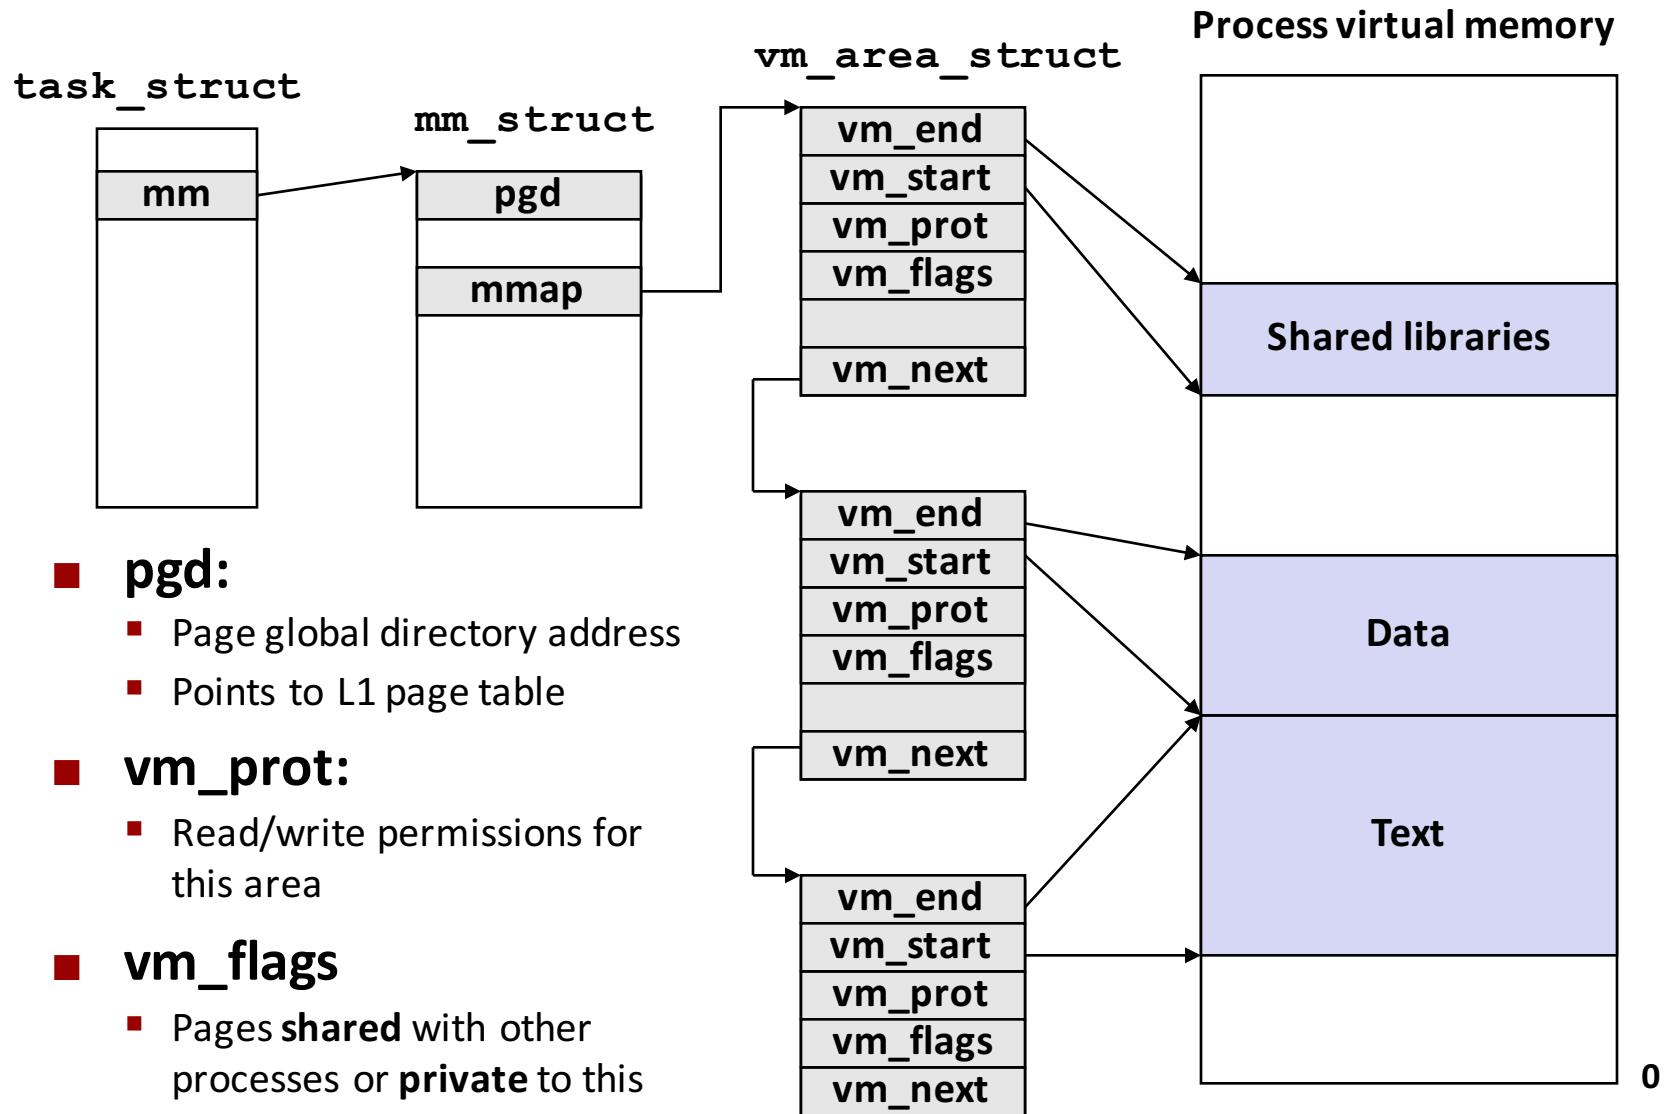 Process virtual memory
vm_area_struct
task_struct
mm_struct
mm
pgd
mmap
vm_end
vm_start
vm_prot
vm_flags
vm_next
vm_end
vm_start
vm_prot
vm_flags
vm_next
vm_end
vm_start
vm_prot
vm_flags
vm_next
Shared libraries
Data
Text
0
pgd:
Page global directory address
Points to L1 page table
vm_prot:
Read/write permissions for
this area
vm_flags
Pages shared with other
processes or private to this